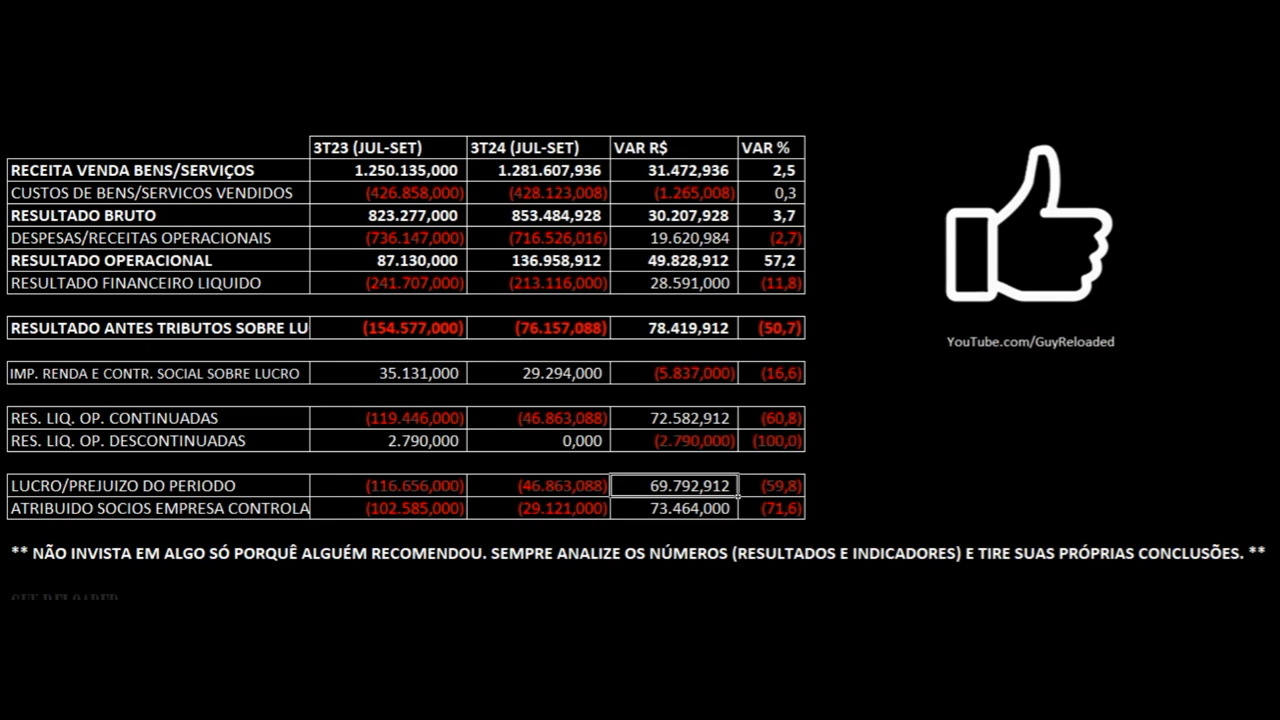 3T23 (JUL-SET) 3T24 (JUL-SET) VAR R$ VAR %
RECEITA VENDA BENS/SERVIÇOS 1.250.135,000 1.281.607,936 31.472,936 2,5
CUSTOS DE BENS/SERVICOS VENDIDOS (426.858,000) (428.123,008) (1.265,008) 0,3
RESULTADO BRUTO 823.277,000 853.484,928 30.207,928 3,7
DESPESAS/RECEITAS OPERACIONAIS (736.147,000) (716.526,016) 19.620,984 (2,7)
RESULTADO OPERACIONAL 87.130,000 136.958,912 49.828,912 57,2
RESULTADO FINANCEIRO LIQUIDO (241.707,000) (213.116,000) 28.591,000 (11,8)
RESULTADO ANTES TRIBUTOS SOBRE LU (154.577,000) (76.157,088) 78.419,912 (50,7)
IMP. RENDA E CONTR. SOCIAL SOBRE LUCRO 35.131,000 29.294,000 (5.837,000) (16,6)
RES. LIQ. OP. CONTINUADAS (119.446,000) (46.863,088) 72.582,912 (60,8)
RES. LIQ. OP. DESCONTINUADAS 2.790,000 0,000 (2.790,000) (100,0)
LUCRO/PREJUIZO DO PERIODO (116.656,000) (46.863,088) 69.792,912 (59,8)
ATRIBUIDO SOCIOS EMPRESA CONTROLA (102.585,000) (29.121,000) 73.464,000 (71,6)
YouTube.com/GuyReloaded
** NÃO INVISTA EM ALGO SÓ PORQUÊ ALGUÉM RECOMENDOU. SEMPRE ANALIZE OS NÚMEROS (RESULTADOS E INDICADORES) E TIRE SUAS PRÓPRIAS CONCLUSÕES. **